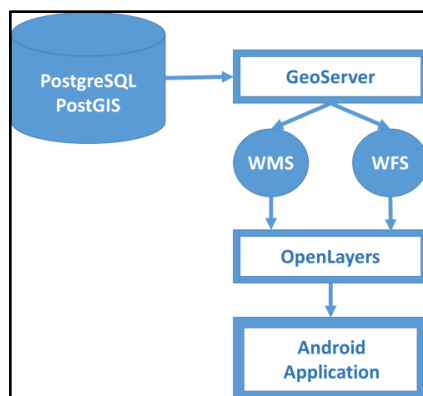 PostgreSQL
PostGIS
GeoServer
WMS
WFS
OpenLayers
Android
Application